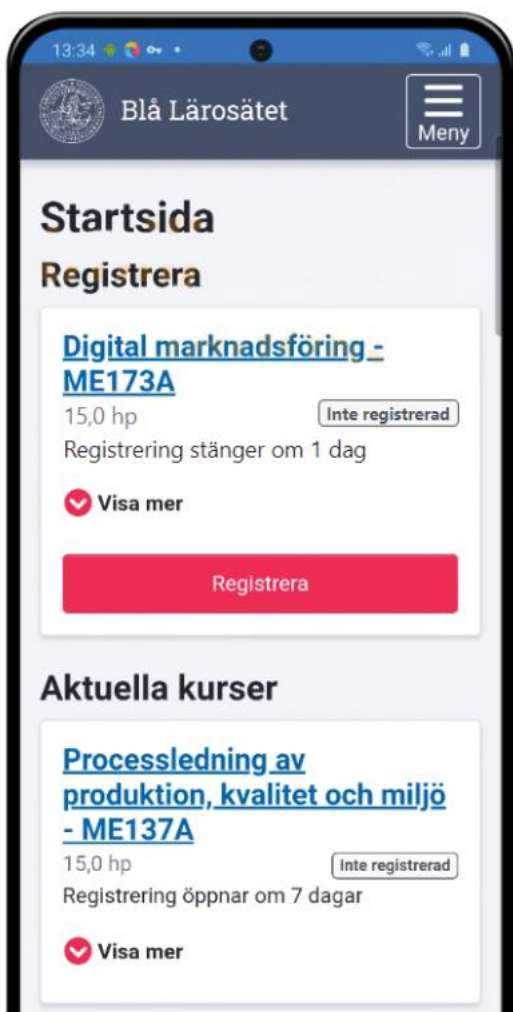 13:34
Blå Lärosätet
Meny
Startsida
Registrera
Digital marknadsföring -
ME173A
15,0 hp
Inte registrerad
Registrering stänger om 1 dag
Visa mer
Registrera
Aktuella kurser
Processledning av
produktion, kvalitet och miljö
- ME137A
15,0 hp
Inte registrerad
Registrering öppnar om 7 dagar
Visa mer